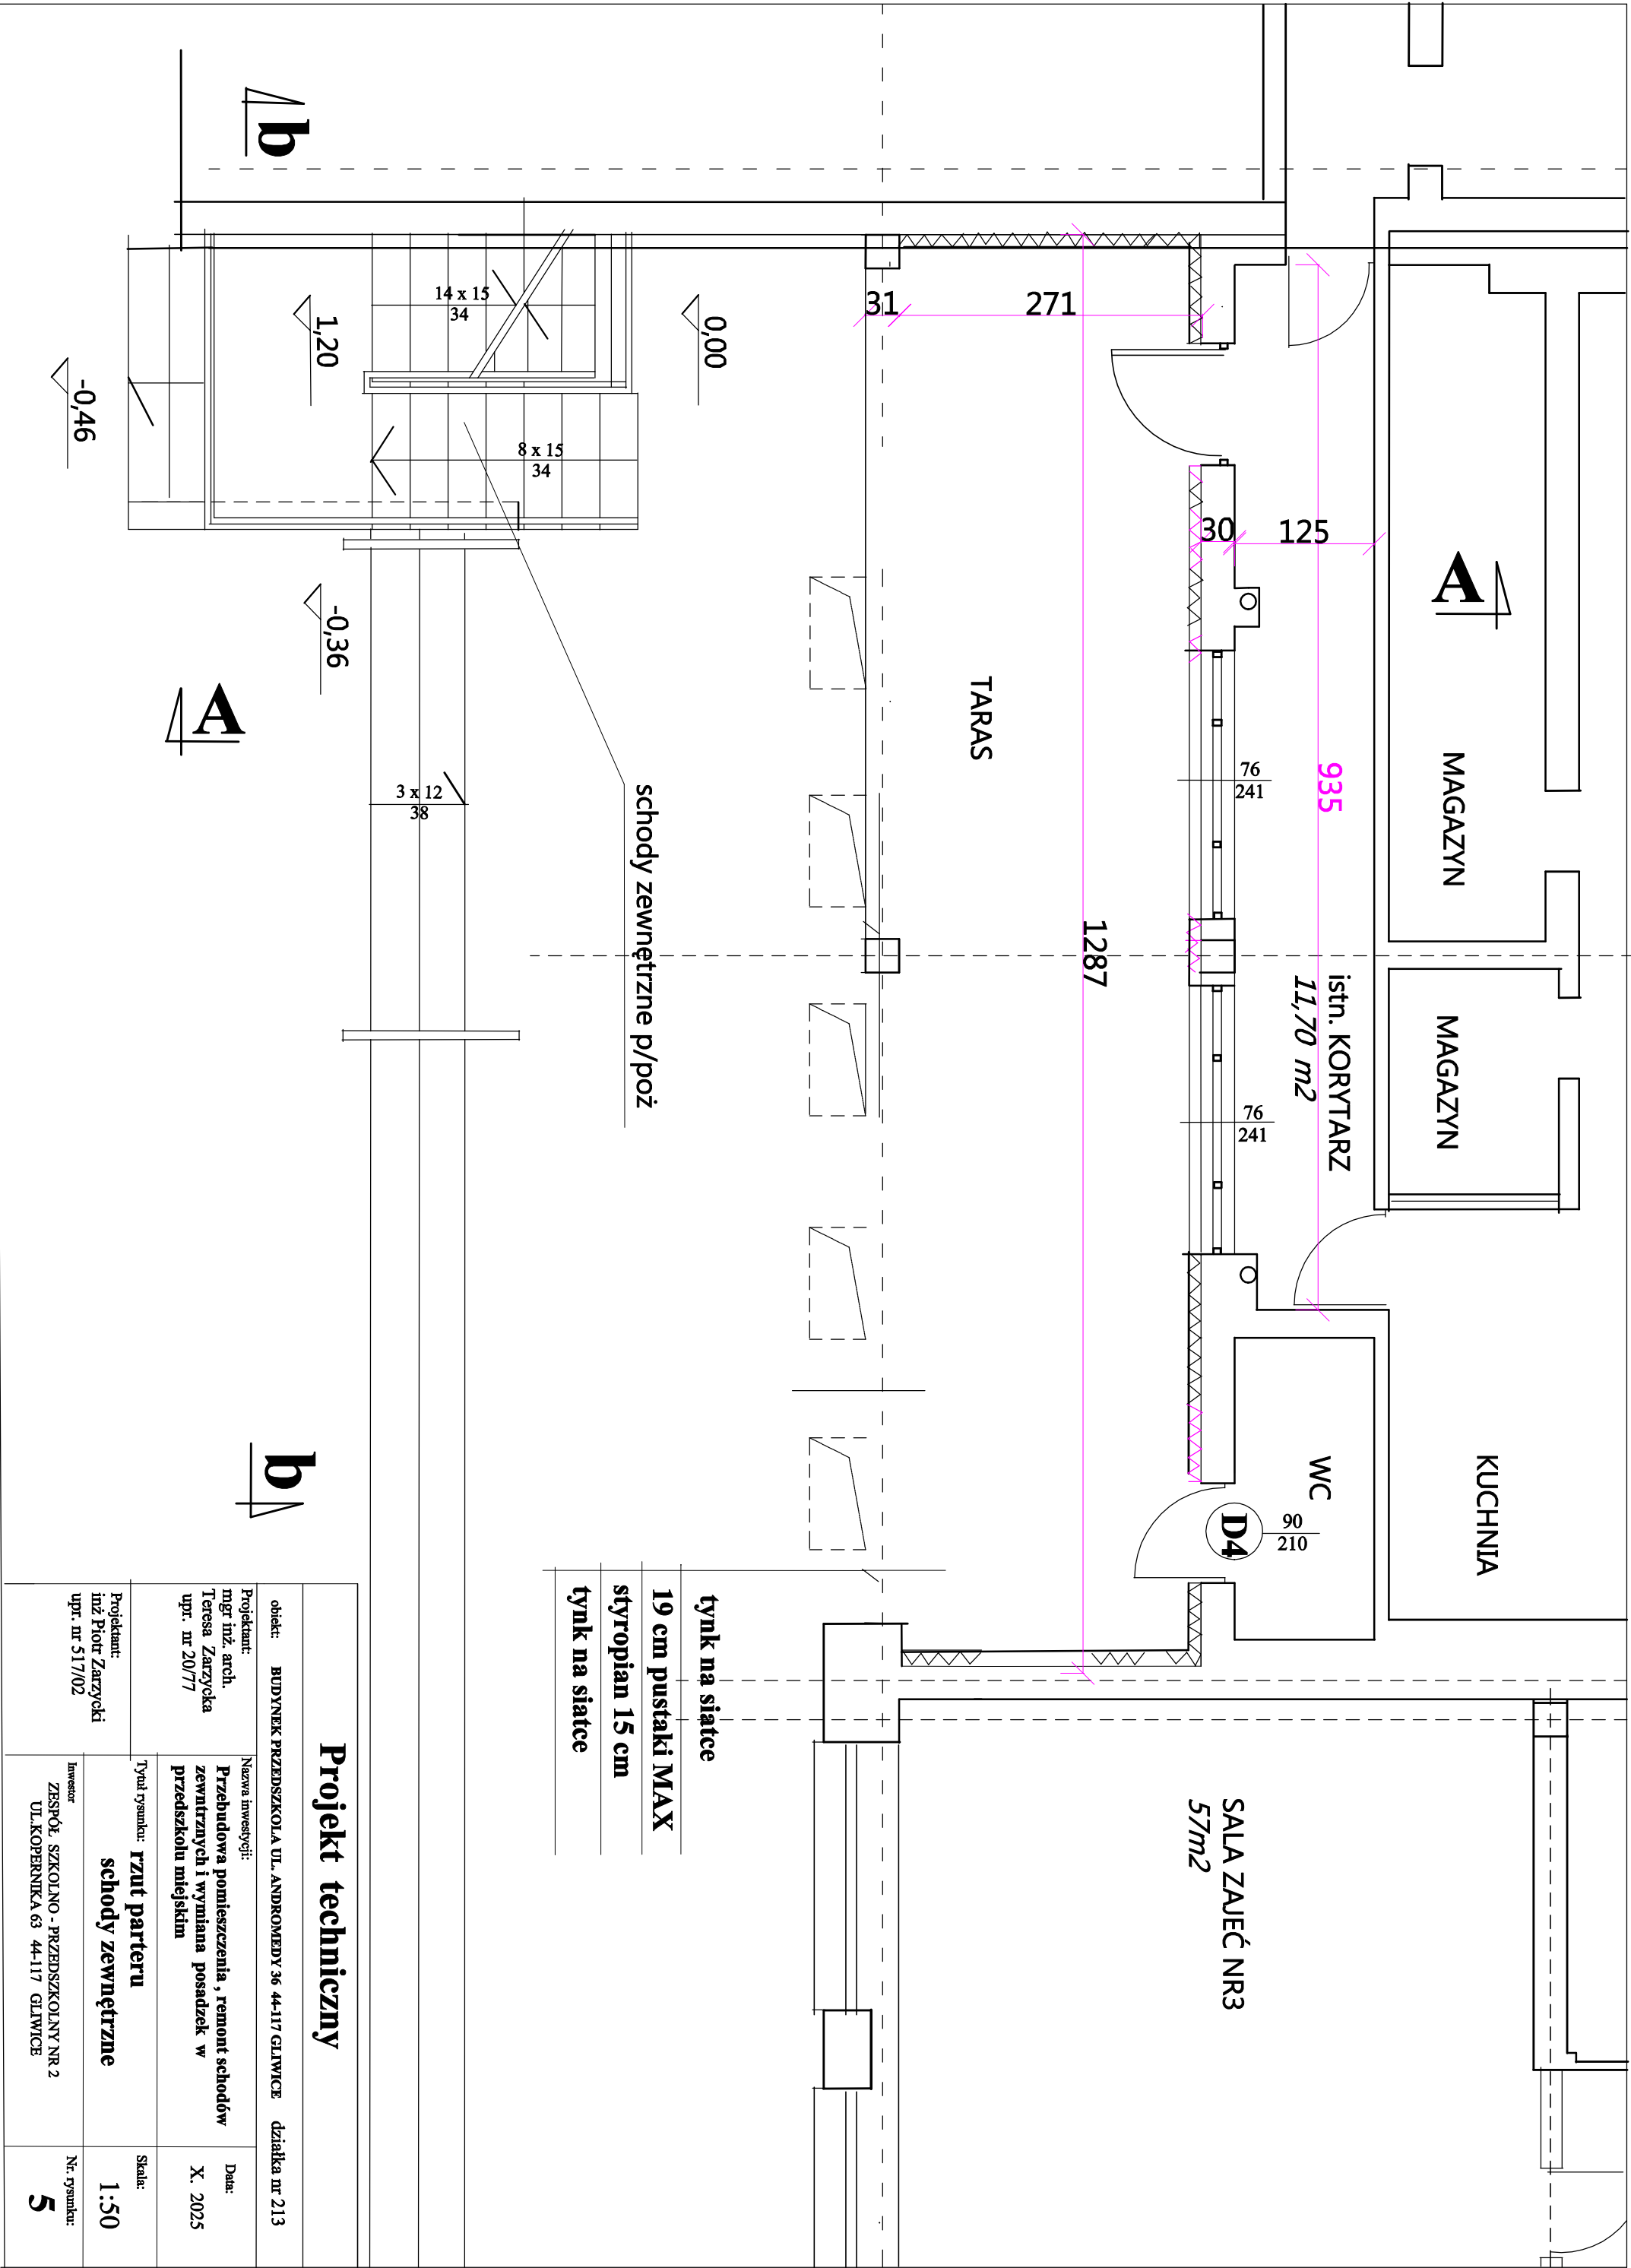 MAGAZYN
MAGAZYN
KUCHNIA
A
935
istn. KORYTARZ
11,70 m2
WC
125
30
76
241
76
241
D4
90
210
SALA ZAJEĆ NR3
57m2
271
31
1287
TARAS
0,00
14 x 15
34
8 x 15
34
1,20
-0,46
-0,36
b
A
3 x 12
38
schody zewnętrzne p/poż
b
tynk na siatce
19 cm pustaki MAX
styropian 15 cm
tynk na siatce
Projekt techniczny
obiekt: BUDYNEK PRZEDSZKOLA UL. ANDROMEDY 36 44-117 GLIWICE działka nr 213
Projektant:
mgr inż. arch.
Teresa Zarzycka
upr. nr 20/77
Nazwa inwestycji:
Przebudowa pomieszczenia , remont schodów
zewntrznych i wymiana posadzek w
przedszkolu miejskim
Data:
X. 2025
Projektant:
inż Piotr Zarzycki
upr. nr 517/02
Tytuł rysunku: rzut parteru
schody zewnętrzne
Skala:
1:50
Inwestor
ZESPÓŁ SZKOLNO - PRZEDSZKOLNY NR 2
UL.KOPERNIKA 63 44-117 GLIWICE
Nr. rysunku:
5